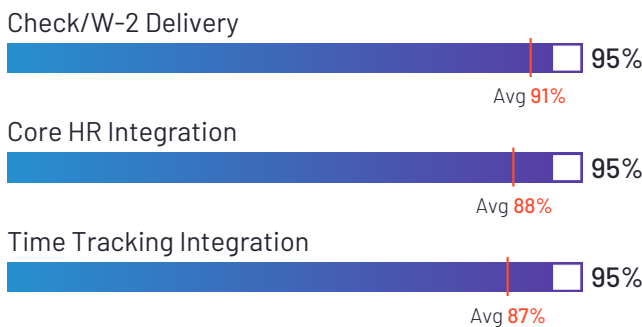 Check/W-2 Delivery
95%
Avg 91%
Core HR Integration
95%
Avg 88%
Time Tracking Integration
95%
Avg 87%